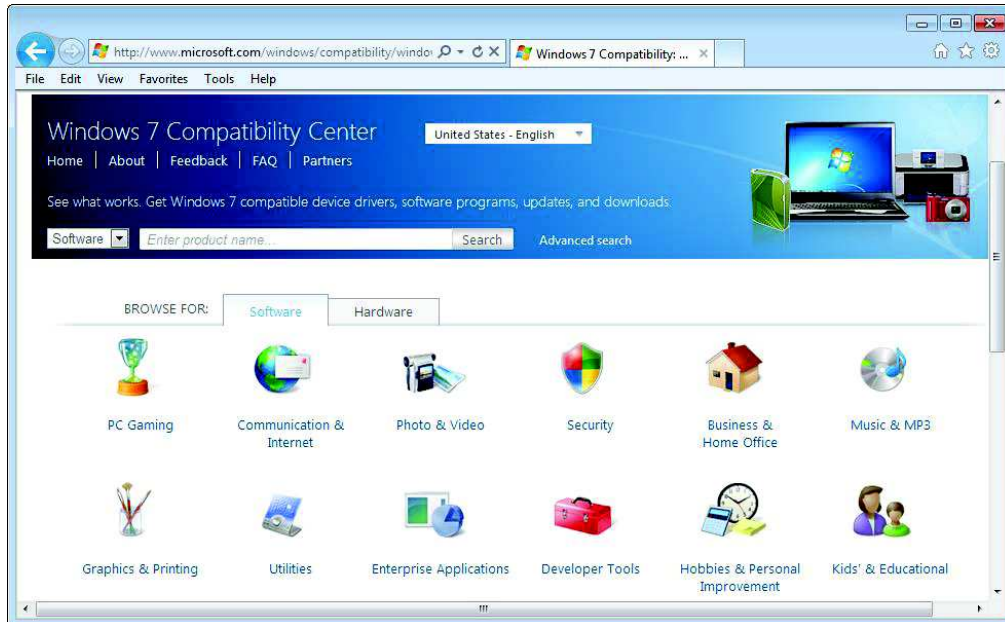 http://www.microsoft.com/windows/compatibility/windo
Windows 7 Compatibility: ...
File Edit View Favorites Tools Help
Windows 7 Compatibility Center
United States - English
Home | About | Feedback | FAQ | Partners
See what works. Get Windows 7 compatible device drivers, software programs, updates, and downloads.
Software
Enter product name...
Search
Advanced search
BROWSE FOR:
Software
Hardware
PC Gaming
Communication &
Internet
Photo & Video
Security
Business &
Home Office
Music & MP3
Graphics & Printing
Utilities
Enterprise Applications
Developer Tools
Hobbies & Personal
Improvement
Kids' & Educational